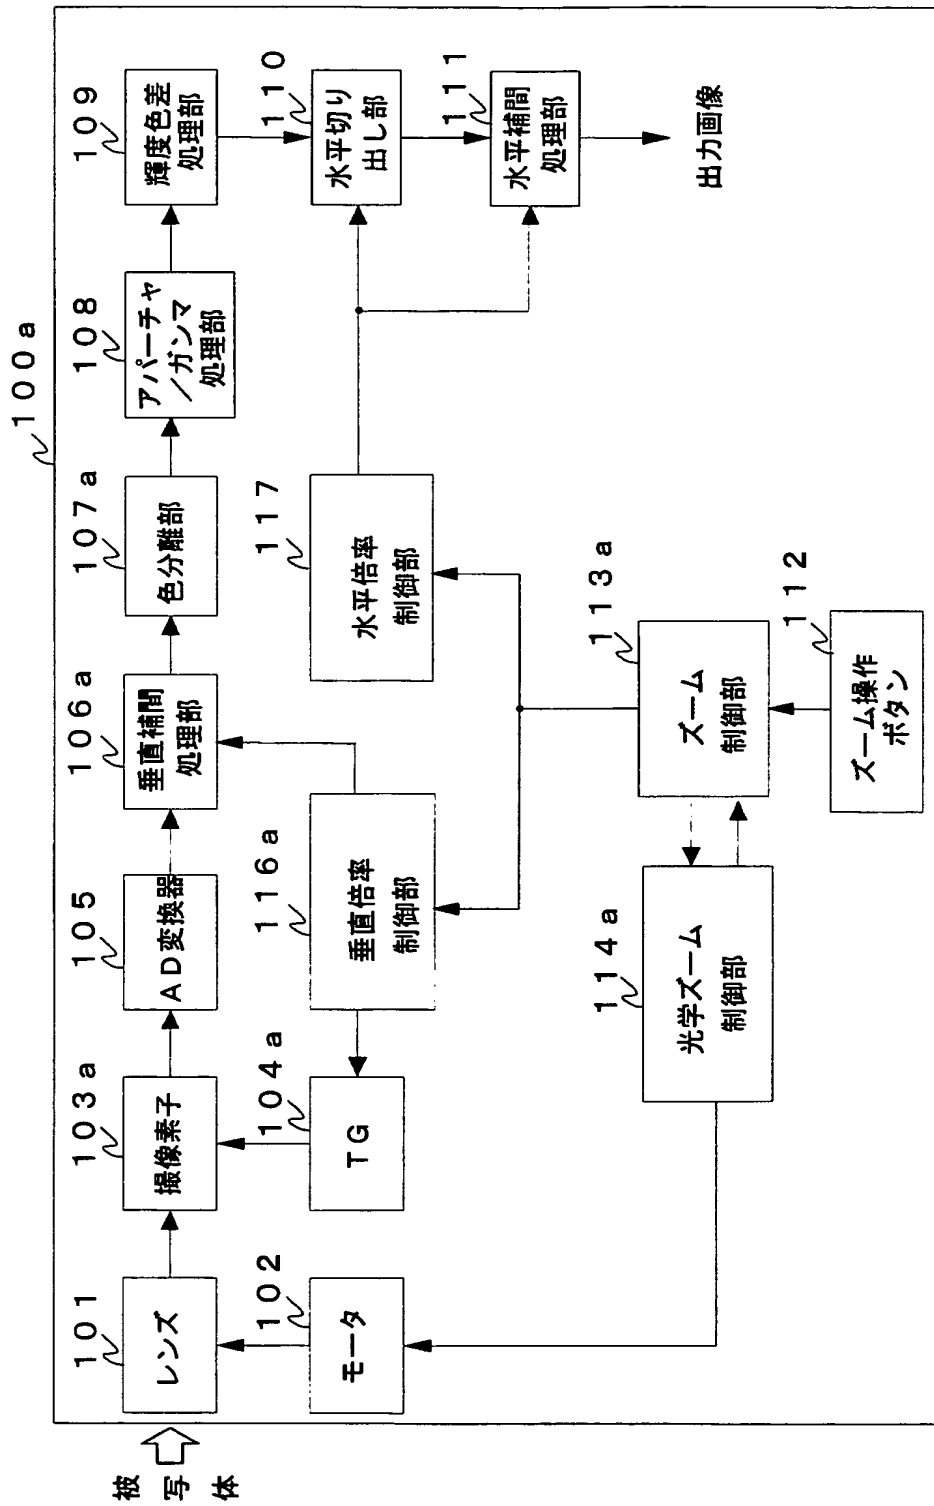 100a
被
写
体
101
レンズ
103a
撮像素子
105
AD変換器
106a
垂直補間
処理部
107a
色分離部
108
アパーチャ
/ガンマ
処理部
109
輝度色差
処理部
102
モータ
104a
TG
116a
垂直倍率
制御部
117
水平倍率
制御部
110
水平切り
出し部
111
水平補間
処理部
出力画像
114a
光学ズーム
制御部
113a
ズーム
制御部
112
ズーム操作
ボタン